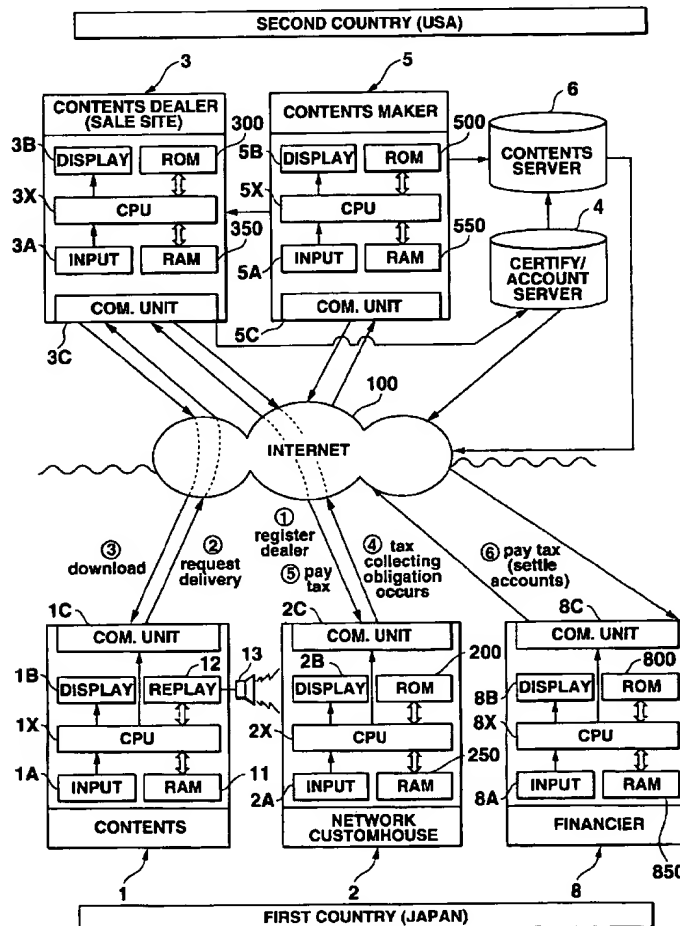 SECOND COUNTRY (USA)
3
CONTENTS DEALER
(SALE SITE)
3B
DISPLAY
300
ROM
3X
CPU
350
3A
INPUT
RAM
COM. UNIT
3C
5
CONTENTS MAKER
5B
DISPLAY
500
ROM
5X
CPU
550
5A
INPUT
RAM
COM. UNIT
5C
6
CONTENTS
SERVER
4
CERTIFY/
ACCOUNT
SERVER
100
INTERNET
③
download
②
request
delivery
①
register
dealer
⑤ pay
tax
④ tax
collecting
obligation
occurs
⑥ pay tax
(settle
accounts)
1C
COM. UNIT
12
13
1B
DISPLAY
REPLAY
1X
CPU
1A
INPUT
RAM
11
CONTENTS
1
2C
COM. UNIT
2B
200
DISPLAY
ROM
2X
CPU
250
2A
INPUT
RAM
NETWORK
CUSTOMHOUSE
2
8C
COM. UNIT
800
8B
DISPLAY
ROM
8X
CPU
8A
INPUT
RAM
FINANCIER
850
8
FIRST COUNTRY (JAPAN)